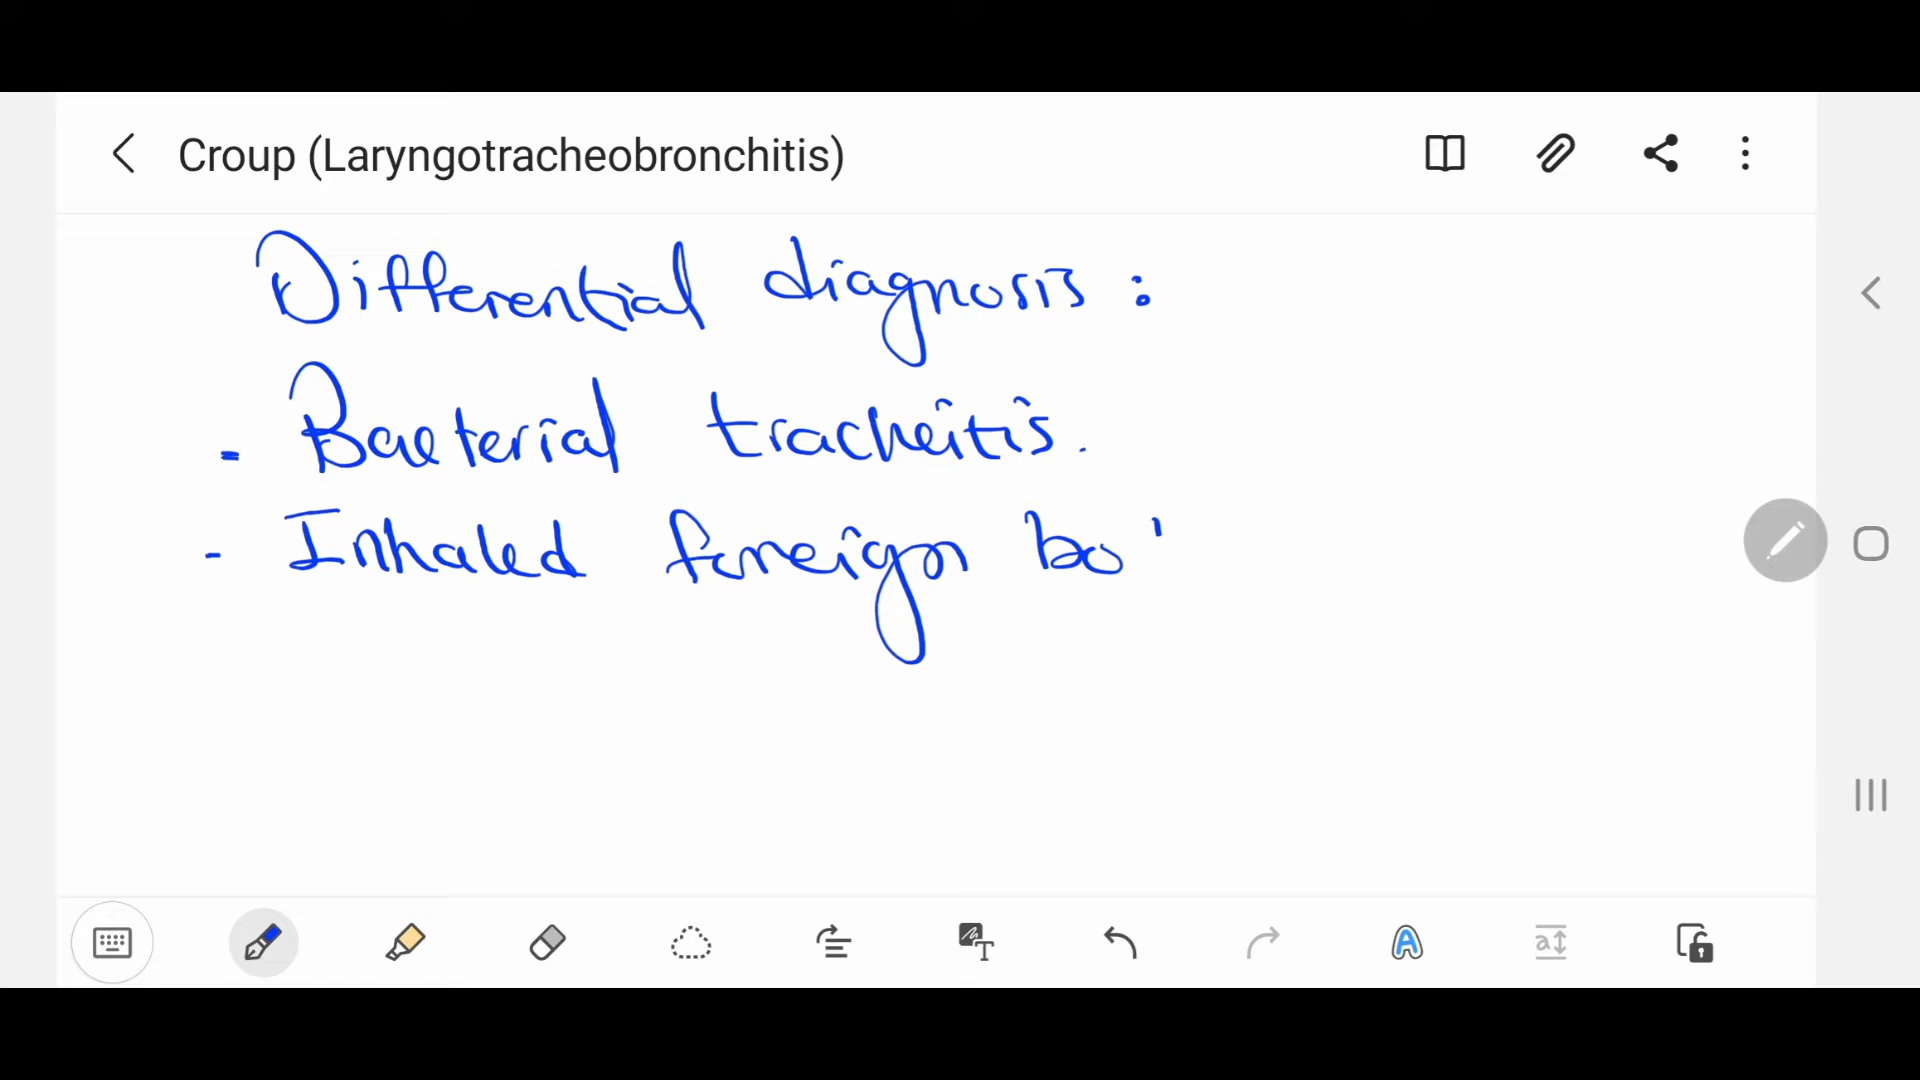 Croup (Laryngotracheobronchitis)
Differential diagnosis :
- Bacterial tracheitis.
- Inhaled foreign bo